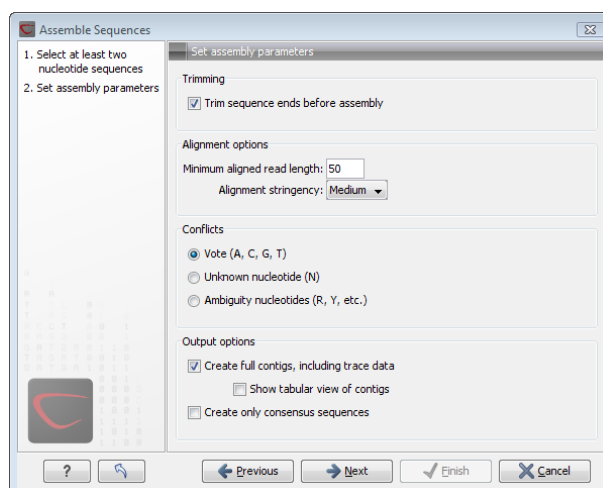 Assemble Sequences
1. Select at least two
nucleotide sequences
2. Set assembly parameters
Set assembly parameters
Trimming
Trim sequence ends before assembly
Alignment options
Minimum aligned read length: 50
Alignment stringency: Medium
Conflicts
Vote (A, C, G, T)
Unknown nucleotide (N)
Ambiguity nucleotides (R, Y, etc.)
Output options
Create full contigs, including trace data
Show tabular view of contigs
Create only consensus sequences
? Previous Next Finish Cancel